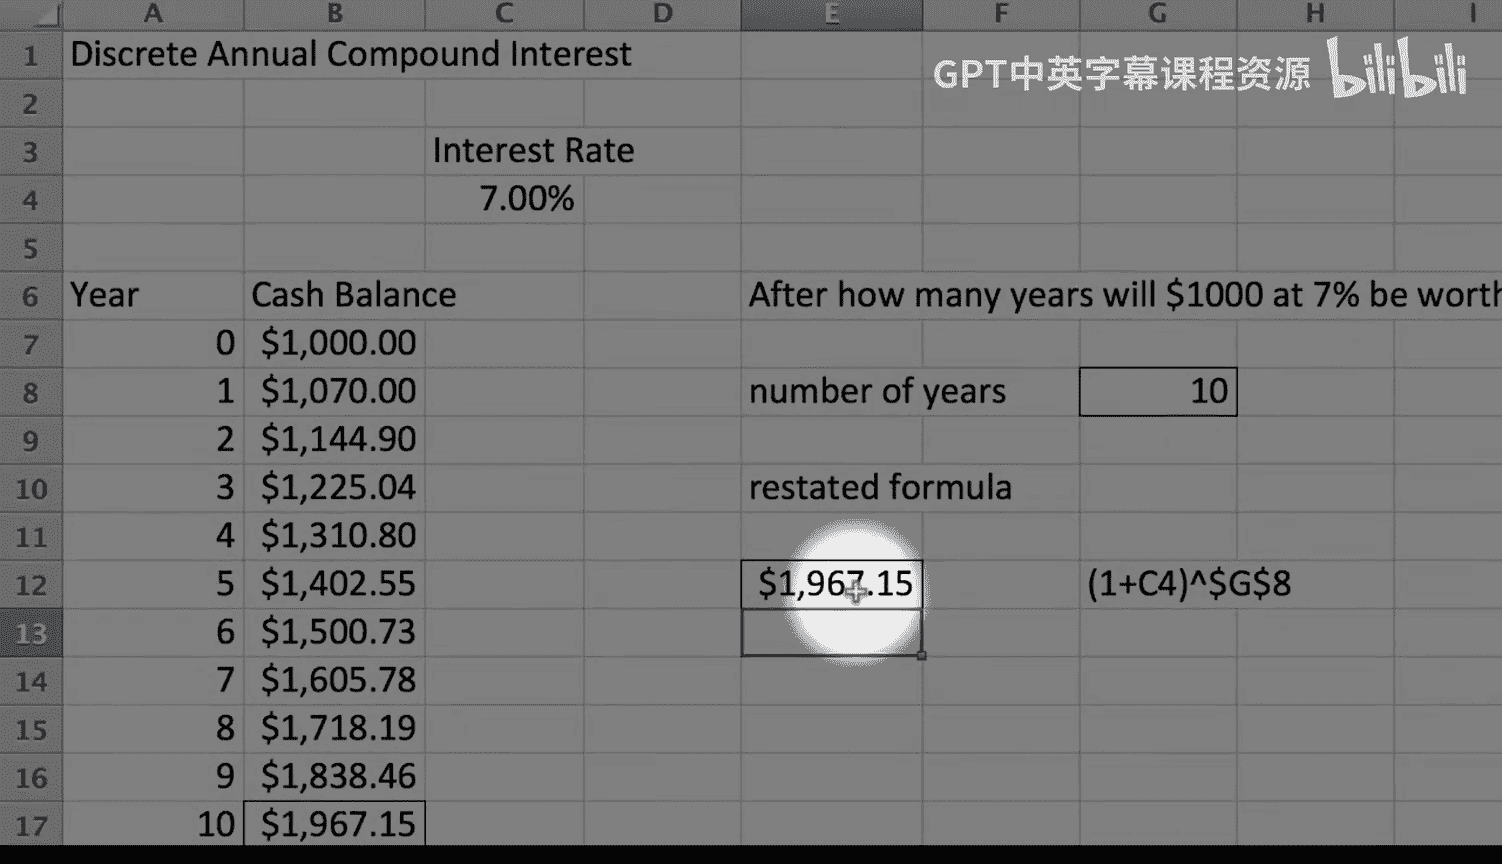 A B C D E F G H I
GPT中英字幕课程资源 bilibili
1 Discrete Annual Compound Interest
2
3 Interest Rate
4 7.00%
5
6 Year Cash Balance After how many years will $1000 at 7% be worth
7 0 $1,000.00
8 1 $1,070.00 number of years 10
9 2 $1,144.90
10 3 $1,225.04 restated formula
11 4 $1,310.80
12 5 $1,402.55 $1,967.15 (1+C4)^$G$8
13 6 $1,500.73
14 7 $1,605.78
15 8 $1,718.19
16 9 $1,838.46
17 10 $1,967.15